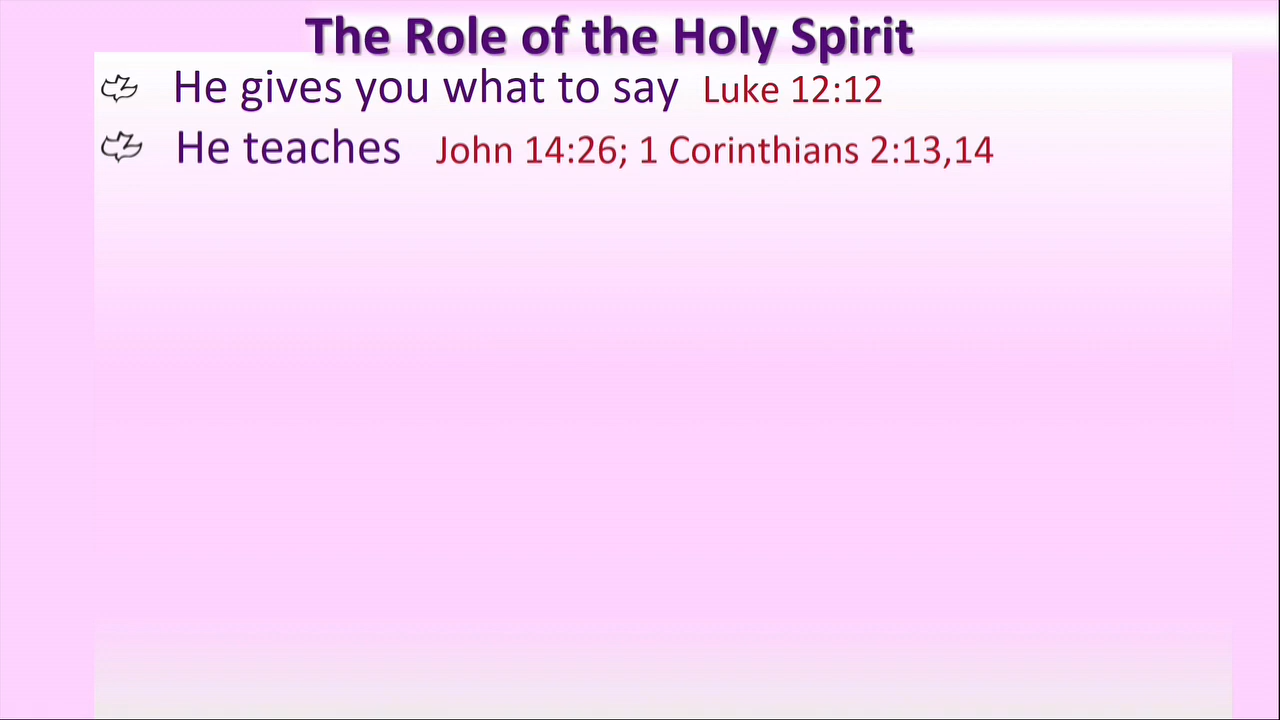 The Role of the Holy Spirit
He gives you what to say Luke 12:12
He teaches John 14:26; 1 Corinthians 2:13,14